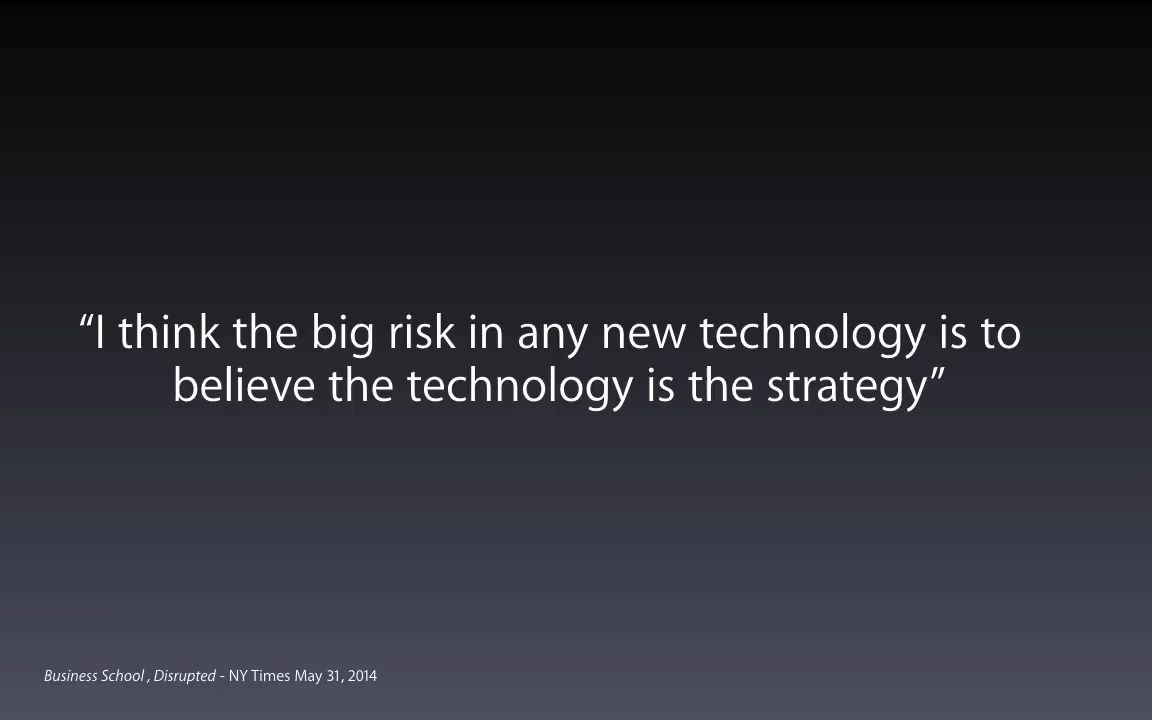 “I think the big risk in any new technology is to
believe the technology is the strategy”
Business School , Disrupted - NY Times May 31, 2014